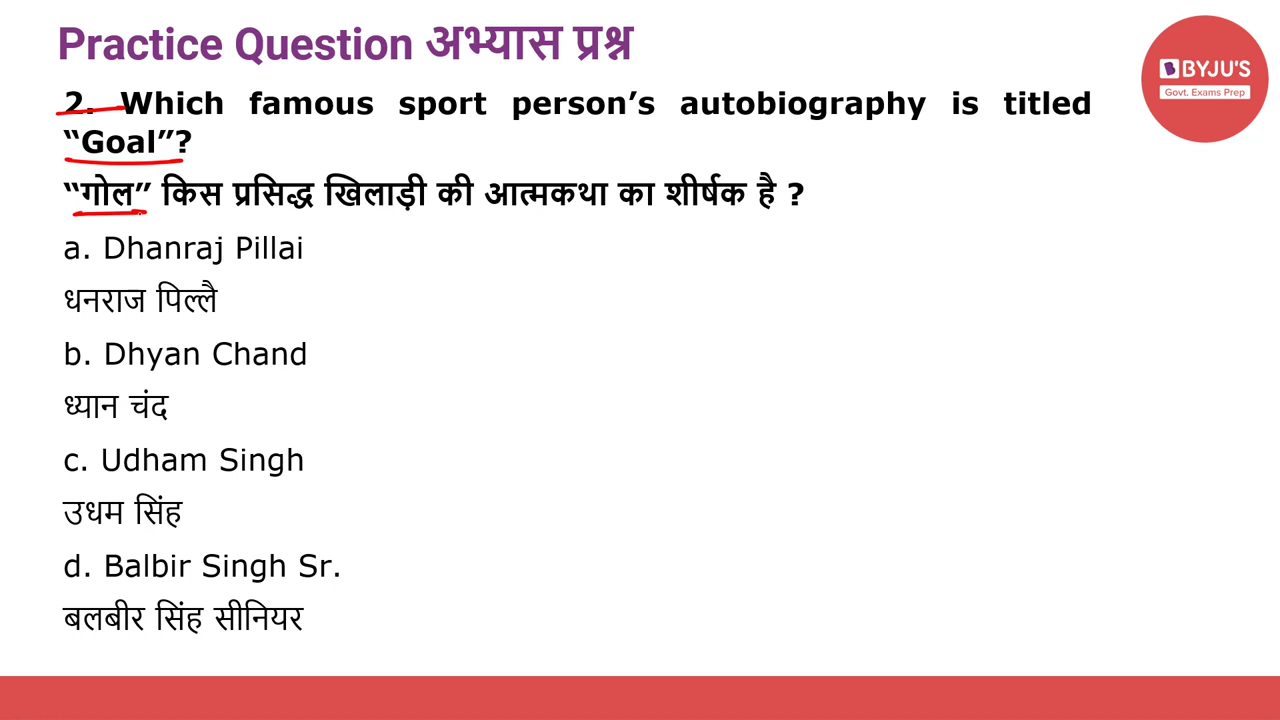 Practice Question अभ्यास प्रश्न
BYJU'S
Govt. Exams Prep
2. Which famous sport person’s autobiography is titled
“Goal”?
“गोल” किस प्रसिद्ध खिलाड़ी की आत्मकथा का शीर्षक है ?
a. Dhanraj Pillai
धनराज पिल्लै
b. Dhyan Chand
ध्यान चंद
c. Udham Singh
उधम सिंह
d. Balbir Singh Sr.
बलबीर सिंह सीनियर